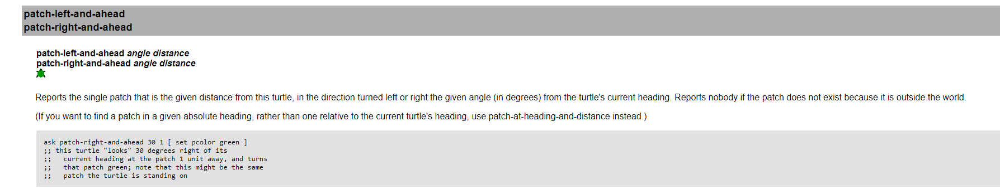 patch-left-and-ahead
patch-right-and-ahead
patch-left-and-ahead angle distance
patch-right-and-ahead angle distance
Reports the single patch that is the given distance from this turtle, in the direction turned left or right the given angle (in degrees) from the turtle's current heading. Reports nobody if the patch does not exist because it is outside the world.
(If you want to find a patch in a given absolute heading, rather than one relative to the current turtle's heading, use patch-at-heading-and-distance instead.)
ask patch-right-and-ahead 30 1 [ set pcolor green ]
;; this turtle "looks" 30 degrees right of its
;;   current heading at the patch 1 unit away, and turns
;;   that patch green; note that this might be the same
;;   patch the turtle is standing on